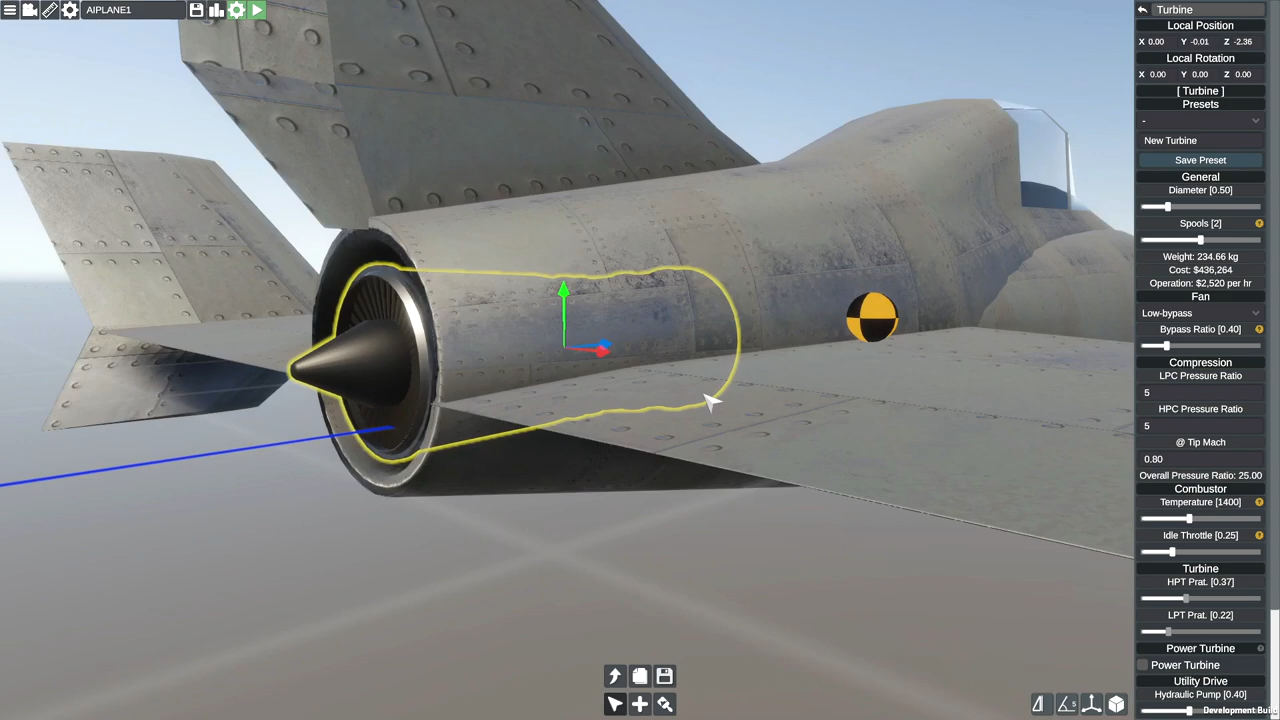 AIPLANE1
Turbine
Local Position
X 0.00 Y -0.01 Z -2.36
Local Rotation
X 0.00 Y 0.00 Z 0.00
[ Turbine ]
Presets
-
New Turbine
Save Preset
General
Diameter [0.50]
Spools [2]
Weight: 234.66 kg
Cost: $436,264
Operation: $2,520 per hr
Fan
Low-bypass
Bypass Ratio [0.40]
Compression
LPC Pressure Ratio
5
HPC Pressure Ratio
5
@ Tip Mach
0.80
Overall Pressure Ratio: 25.00
Combustor
Temperature [1400]
Idle Throttle [0.25]
Turbine
HPT Prat. [0.37]
LPT Prat. [0.22]
Power Turbine
Power Turbine
Utility Drive
Hydraulic Pump [0.40]
5
Development Build